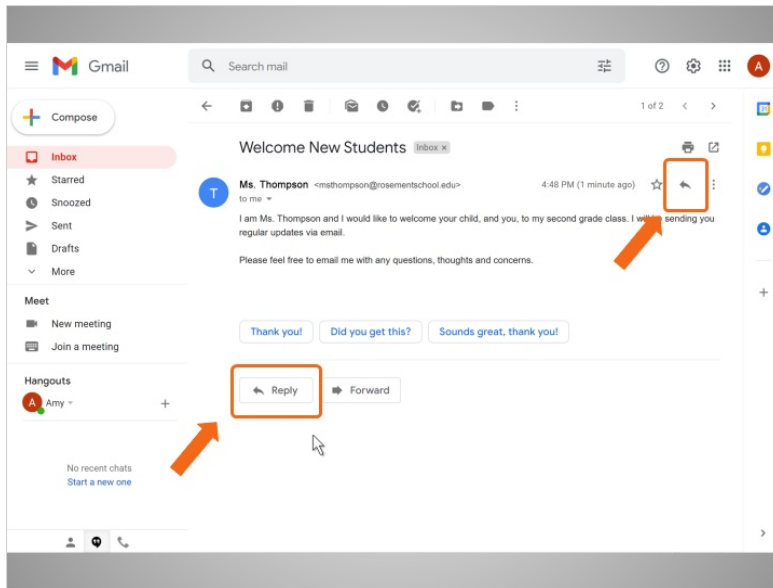 Gmail
Search mail
A
Compose
1 of 2
Inbox
Starred
Snoozed
Sent
Drafts
More
Welcome New Students Inbox x
T
Ms. Thompson <msthompson@rosementschool.edu> 4:48 PM (1 minute ago)
to me
I am Ms. Thompson and I would like to welcome your child, and you, to my second grade class. I sending you
regular updates via email.
Please feel free to email me with any questions, thoughts and concerns.
Thank you! Did you get this? Sounds great, thank you!
Reply Forward
Meet
New meeting
Join a meeting
Hangouts
A Amy
No recent chats
Start a new one